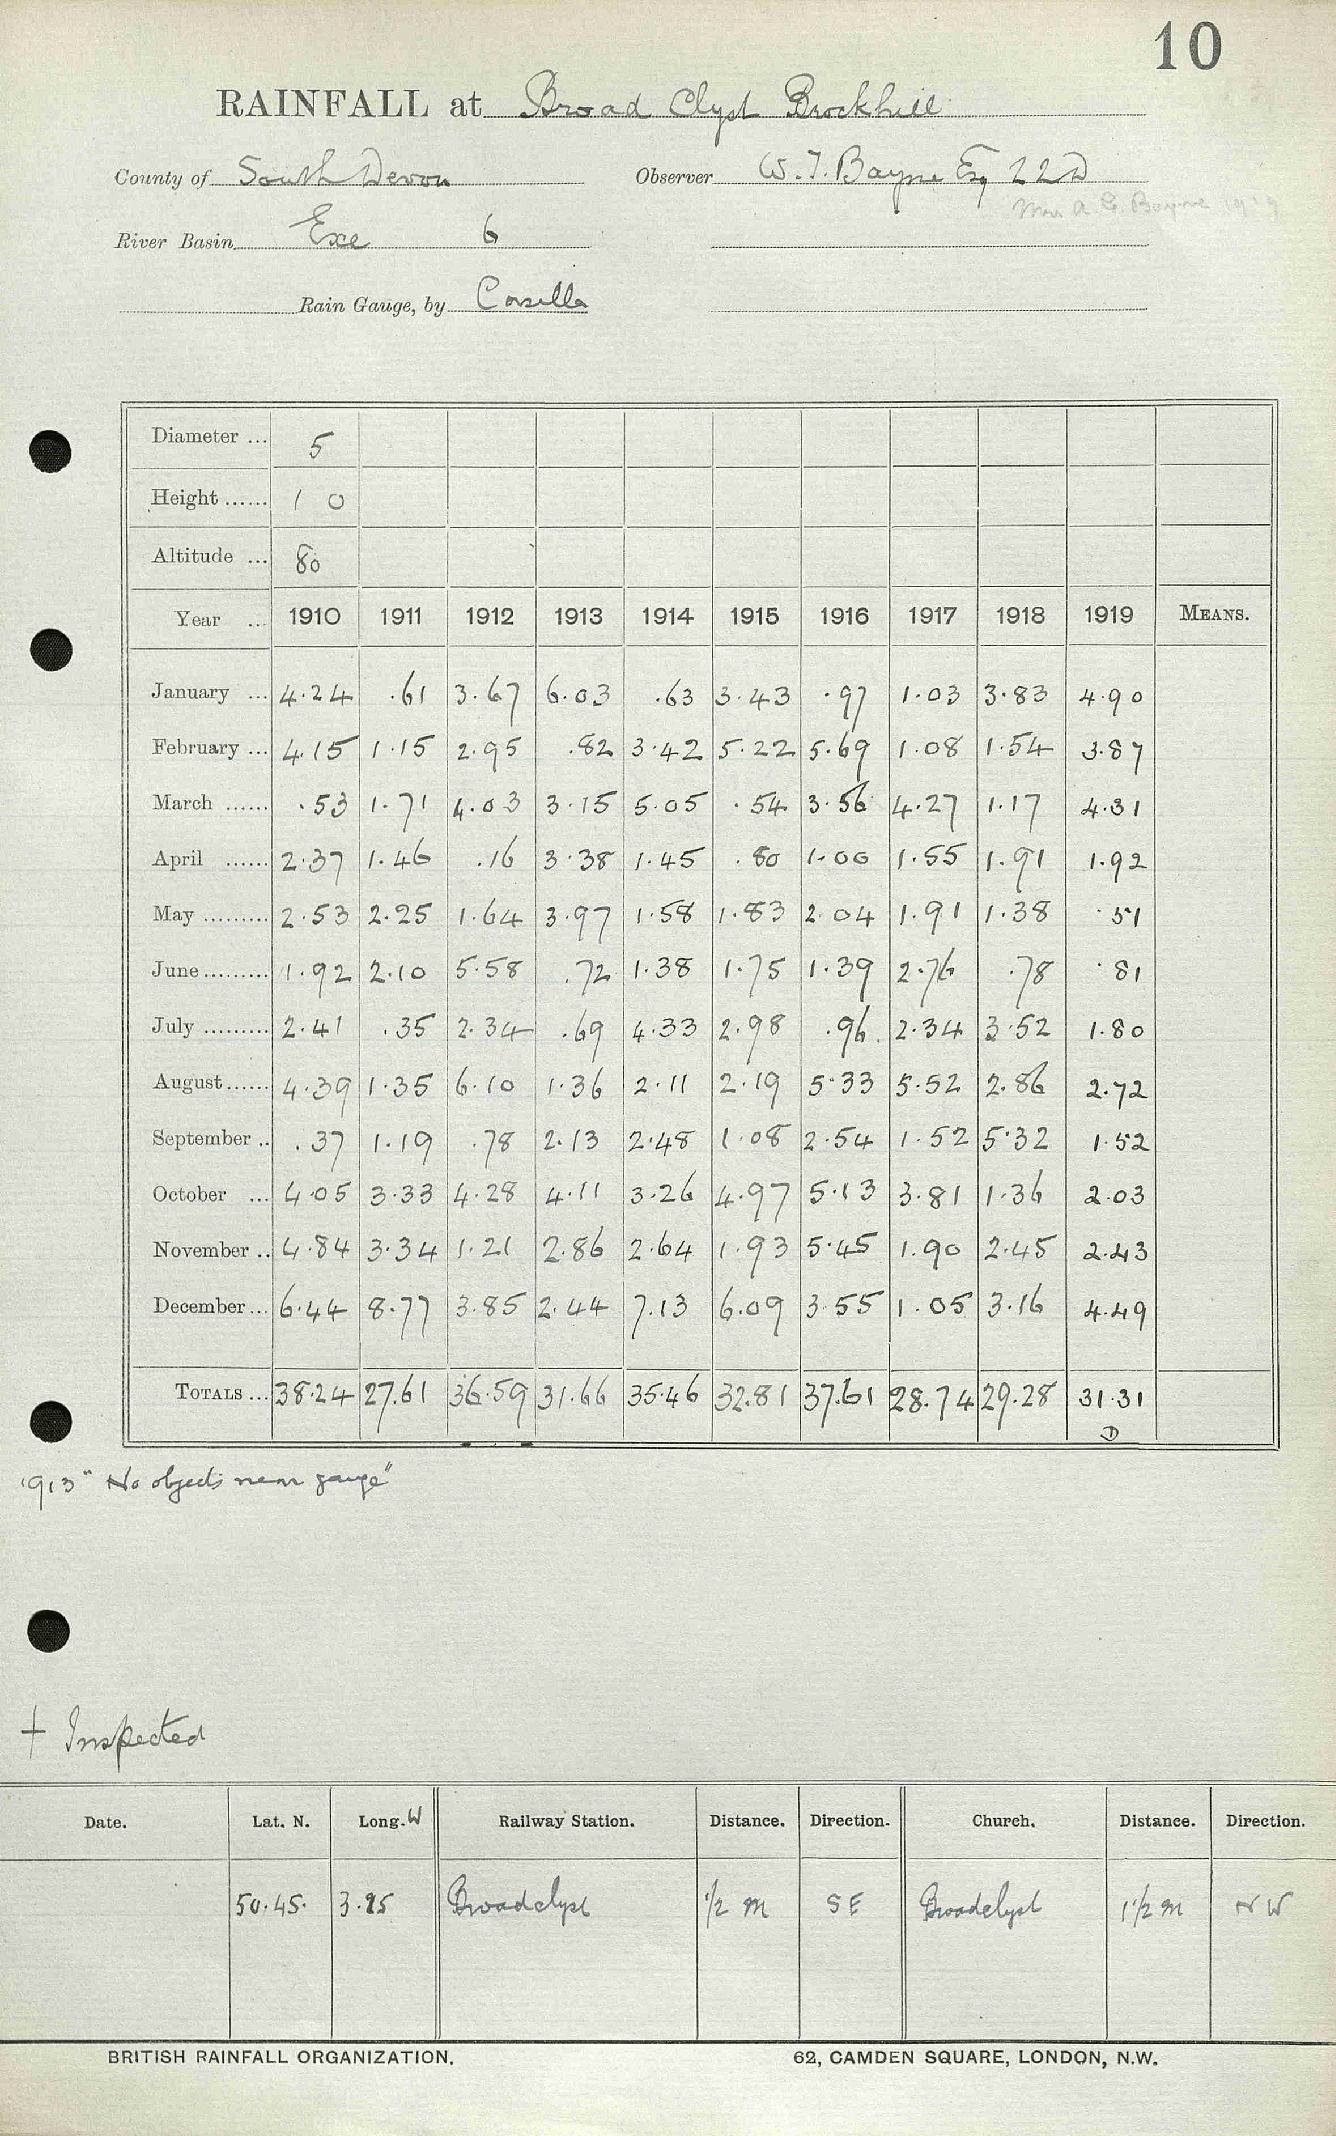 10
RAINFALL at Broad Clyst Brockhill
County of South Devon Observer W.T. Bayne Esq 22D
Mrs A. G. Bayne 1919
River Basin Exe 6
Rain Gauge, by Casella
Diameter ... 5
Height ...... 1 0
Altitude ... 80
Year ... 1910 1911 1912 1913 1914 1915 1916 1917 1918 1919 MEANS.
January ... 4.24 .61 3.67 6.03 .63 3.43 .97 1.03 3.83 4.90
February ... 4.15 1.15 2.95 .82 3.42 5.22 5.69 1.08 1.54 3.87
March ...... .53 1.71 4.03 3.15 5.05 .54 3.56 4.27 1.17 4.31
April ...... 2.37 1.46 .16 3.38 1.45 .80 1.00 1.55 1.91 1.92
May ......... 2.53 2.25 1.64 3.97 1.58 1.83 2.04 1.91 1.38 .51
June ......... 1.92 2.10 5.58 .72 1.38 1.75 1.39 2.76 .78 .81
July ......... 2.41 .35 2.34 .69 4.33 2.98 .96 2.34 3.52 1.80
August ...... 4.39 1.35 6.10 1.36 2.11 2.19 5.33 5.52 2.86 2.72
September .. .37 1.19 .78 2.13 2.48 1.08 2.54 1.52 5.32 1.52
October ... 4.05 3.33 4.28 4.11 3.26 4.97 5.13 3.81 1.36 2.03
November .. 4.84 3.34 1.21 2.86 2.64 1.93 5.45 1.90 2.45 2.43
December ... 6.44 8.77 3.85 2.44 7.13 6.09 3.55 1.05 3.16 4.49
TOTALS ... 38.24 27.61 36.59 31.66 35.46 32.81 37.61 28.74 29.28 31.31
D
1913 "No objects near gauge"
+ Inspected
Date. Lat. N. Long. W Railway Station. Distance. Direction. Church. Distance. Direction.
50.45. 3.25 Broadclyst 1/2 m SE Broadclyst 1 1/2 m NW
BRITISH RAINFALL ORGANIZATION. 62, CAMDEN SQUARE, LONDON, N.W.